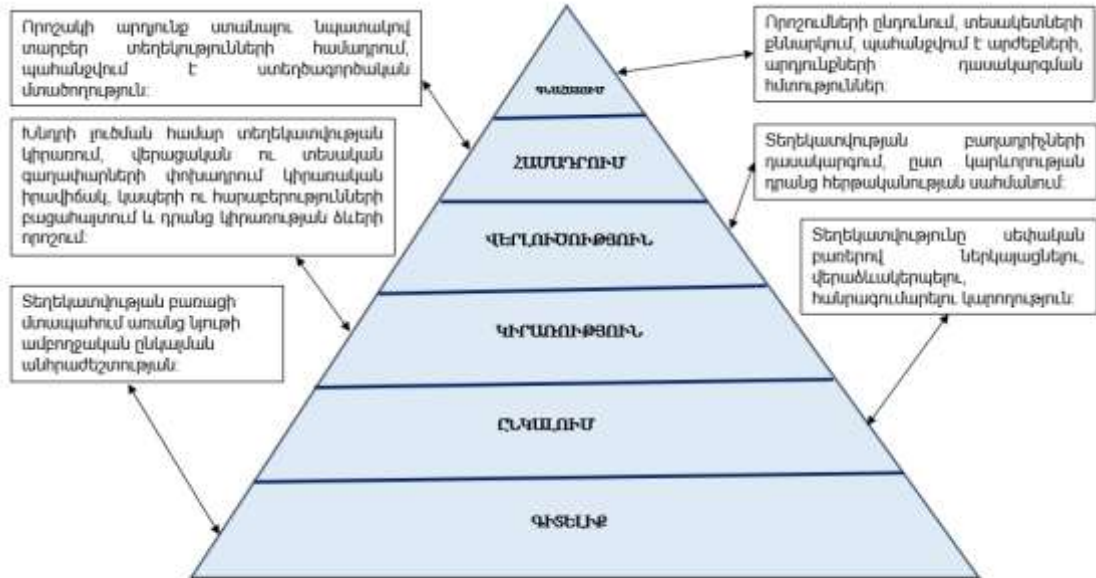 Որոշակի արդյունք ստանալու նպատակով
տարբեր տեղեկությունների համադրում,
պահանջվում է ստեղծագործական
մտածողություն:
Որոշումների ընդունում, տեսակետների
քննարկում, պահանջվում է արժեքների,
արդյունքների դասակարգման
հմտություններ:
ԳՆԱՀԱՏՈՒՄ
Խնդրի լուծման համար տեղեկատվության
կիրառում, վերացական ու տեսական
գաղափարների փոխադրում կիրառական
իրավիճակ, կապերի ու հարաբերությունների
բացահայտում և դրանց կիրառության ձևերի
որոշում:
ՀԱՄԱԴՐՈՒՄ
Տեղեկատվության բաղադրիչների
դասակարգում, ըստ կարևորության
դրանց հերթականության սահմանում:
ՎԵՐԼՈՒԾՈՒԹՅՈՒՆ
Տեղեկատվությունը սեփական
բառերով ներկայացնելու,
վերաձևակերպելու,
հանրագումարելու կարողություն:
Տեղեկատվության բառացի
մտապահում առանց նյութի
ամբողջական ընկալման
անհրաժեշտության:
ԿԻՐԱՌՈՒԹՅՈՒՆ
ԸՆԿԱԼՈՒՄ
ԳԻՏԵԼԻՔ